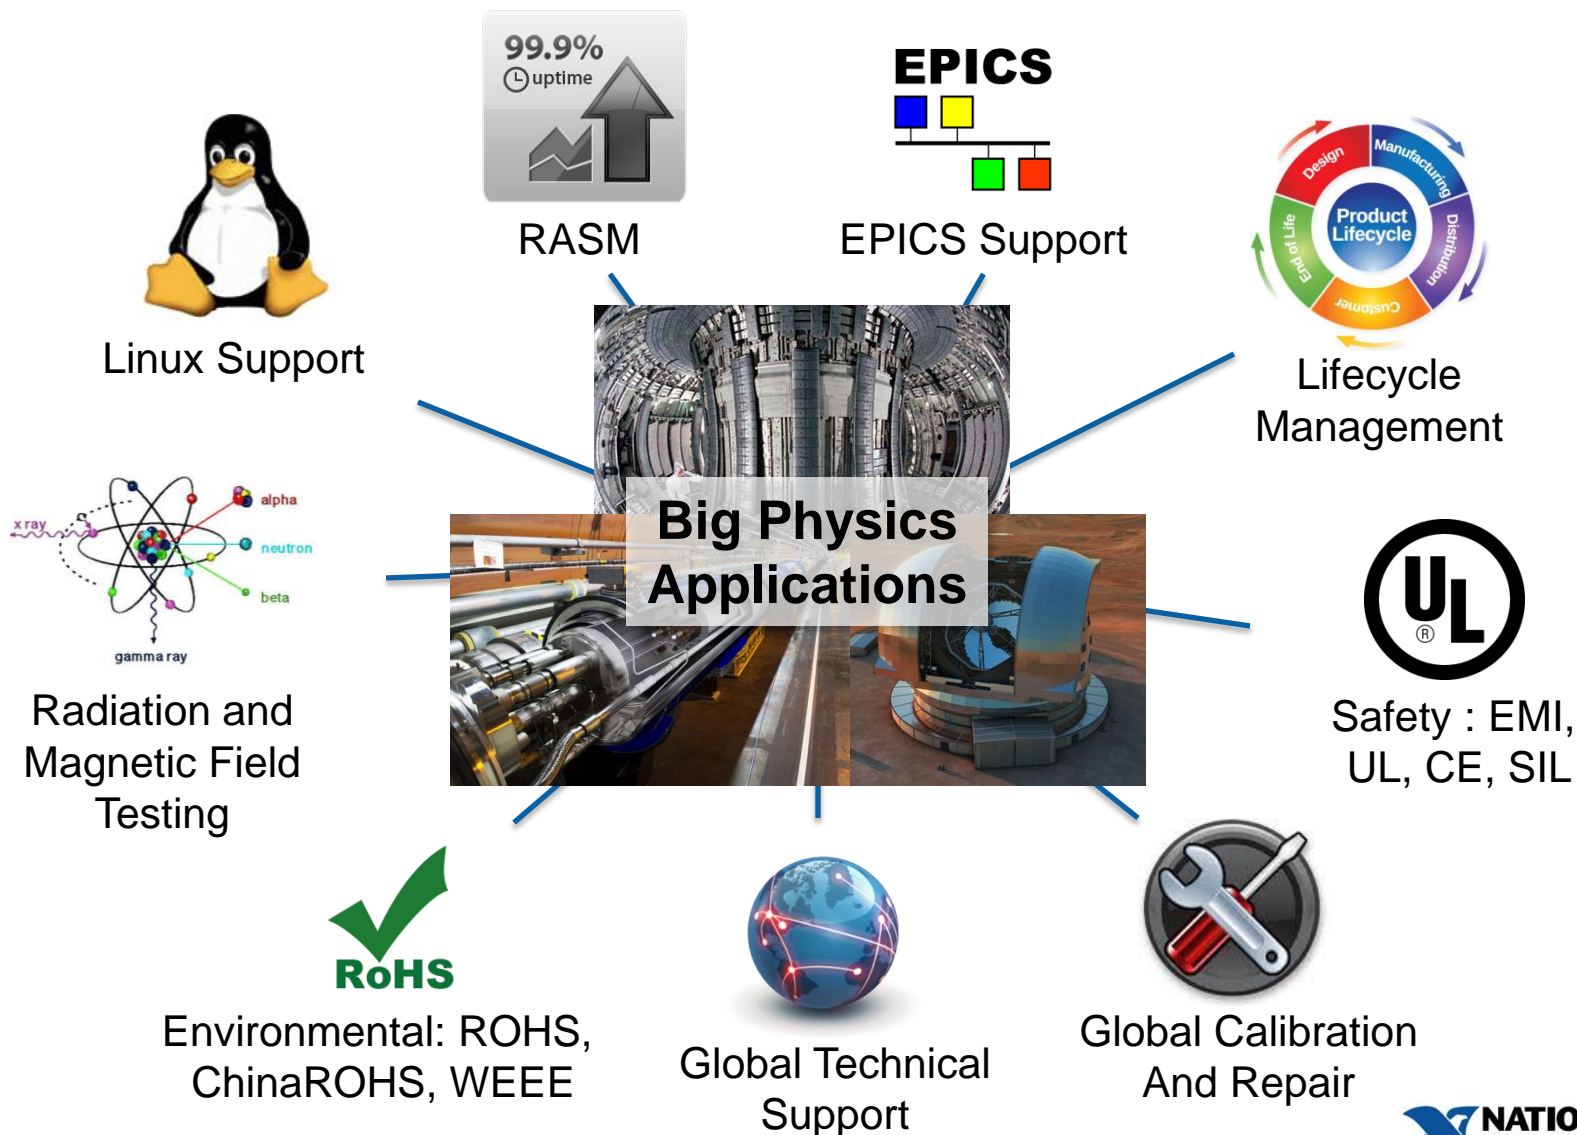 99.9%
uptime
RASM
EPICS
EPICS Support
Linux Support
Design
Manufacturing
Distribution
Customer
End of Life
Product
Lifecycle
Lifecycle
Management
x ray
alpha
neutron
beta
gamma ray
Radiation and
Magnetic Field
Testing
Big Physics
Applications
UL
®
Safety : EMI,
UL, CE, SIL
RoHS
Environmental: ROHS,
ChinaROHS, WEEE
Global Technical
Support
Global Calibration
And Repair
NATIO